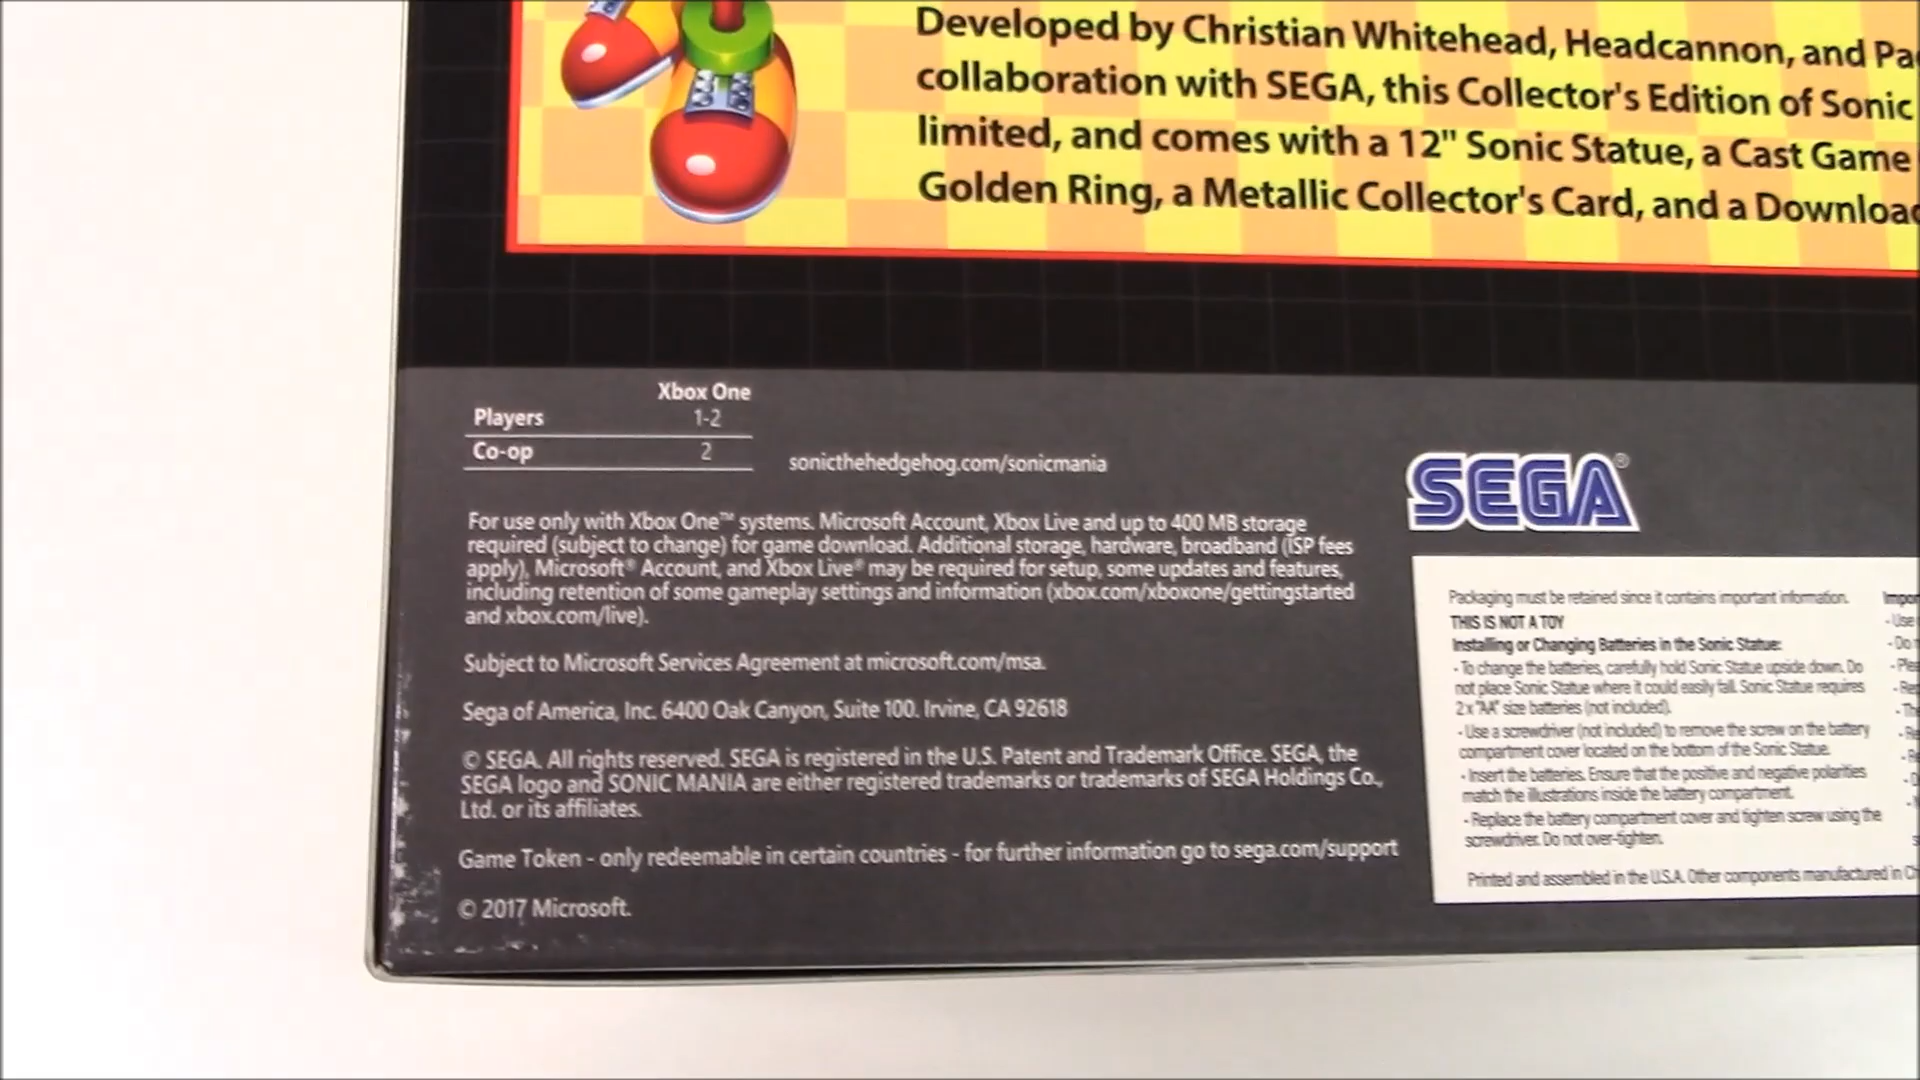 Developed by Christian Whitehead, Headcannon, and
collaboration with SEGA, this Collector's Edition of Sonic
limited, and comes with a 12" Sonic Statue, a Cast Game
Golden Ring, a Metallic Collector's Card, and a
Xbox One
Players 1-2
Co-op 2
sonicthehedgehog.com/sonicmania
SEGA®
For use only with Xbox One™ systems. Microsoft Account, Xbox Live and up to 400 MB storage
required (subject to change) for game download. Additional storage, hardware, broadband (ISP fees
apply), Microsoft® Account, and Xbox Live® may be required for setup, some updates and features,
including retention of some gameplay settings and information (xbox.com/xboxone/gettingstarted
and xbox.com/live).
Subject to Microsoft Services Agreement at microsoft.com/msa.
Sega of America, Inc. 6400 Oak Canyon, Suite 100. Irvine, CA 92618
© SEGA. All rights reserved. SEGA is registered in the U.S. Patent and Trademark Office. SEGA, the
SEGA logo and SONIC MANIA are either registered trademarks or trademarks of SEGA Holdings Co.,
Ltd. or its affiliates.
Game Token - only redeemable in certain countries - for further information go to sega.com/support
© 2017 Microsoft.
Packaging must be retained since it contains important information.
THIS IS NOT A TOY
Installing or Changing Batteries in the Sonic Statue:
- To change the batteries, carefully hold Sonic Statue upside down. Do
not place Sonic Statue where it could easily fall. Sonic Statue requires
2 x "AA" size batteries (not included).
- Use a screwdriver (not included) to remove the screw on the battery
compartment cover located on the bottom of the Sonic Statue.
- Insert the batteries. Ensure that the positive and negative polarities
match the illustrations inside the battery compartment.
- Replace the battery compartment cover and tighten screw using the
screwdriver. Do not over-tighten.
Printed and assembled in the U.S.A. Other components manufactured in